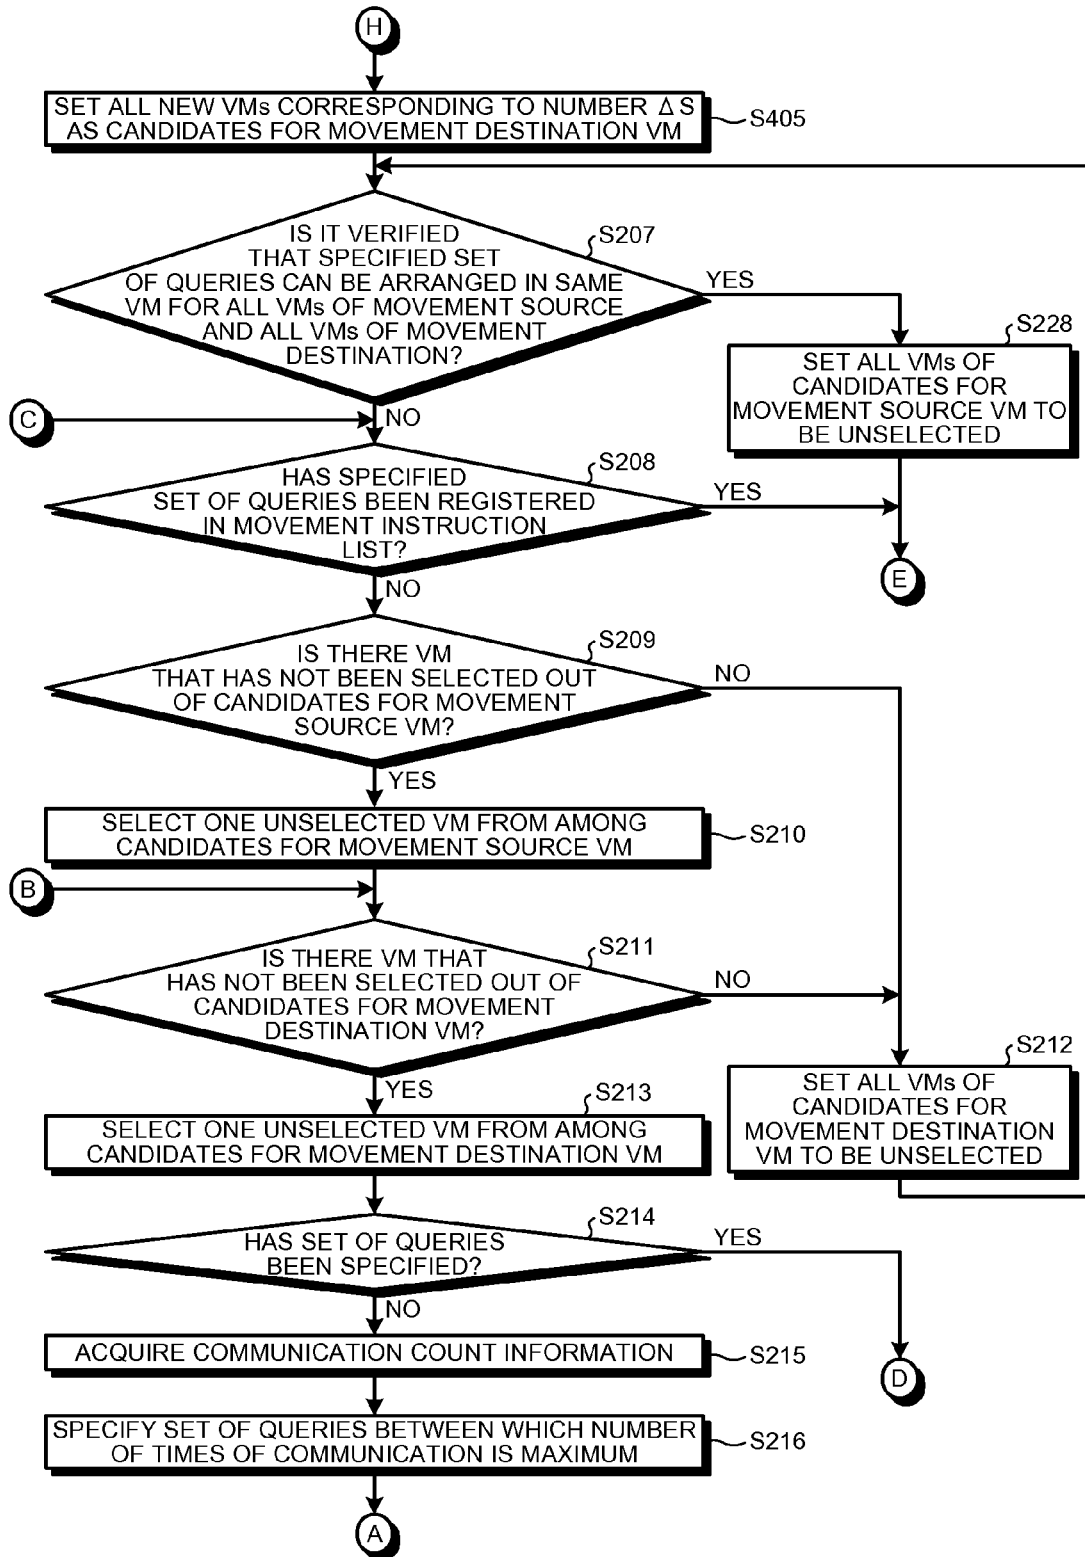 H
SET ALL NEW VMs CORRESPONDING TO NUMBER Δ S
AS CANDIDATES FOR MOVEMENT DESTINATION VM
S405
IS IT VERIFIED
THAT SPECIFIED SET
OF QUERIES CAN BE ARRANGED IN SAME
VM FOR ALL VMs OF MOVEMENT SOURCE
AND ALL VMs OF MOVEMENT
DESTINATION?
S207
YES
S228
SET ALL VMs OF
CANDIDATES FOR
MOVEMENT SOURCE VM TO
BE UNSELECTED
NO
C
HAS SPECIFIED
SET OF QUERIES BEEN REGISTERED
IN MOVEMENT INSTRUCTION
LIST?
S208
YES
E
NO
IS THERE VM
THAT HAS NOT BEEN SELECTED OUT
OF CANDIDATES FOR MOVEMENT
SOURCE VM?
S209
NO
YES
SELECT ONE UNSELECTED VM FROM AMONG
CANDIDATES FOR MOVEMENT SOURCE VM
S210
B
IS THERE VM THAT
HAS NOT BEEN SELECTED OUT OF
CANDIDATES FOR MOVEMENT
DESTINATION VM?
S211
NO
S212
SET ALL VMs OF
CANDIDATES FOR
MOVEMENT DESTINATION
VM TO BE UNSELECTED
YES
S213
SELECT ONE UNSELECTED VM FROM AMONG
CANDIDATES FOR MOVEMENT DESTINATION VM
S214
HAS SET OF QUERIES
BEEN SPECIFIED?
YES
NO
ACQUIRE COMMUNICATION COUNT INFORMATION
S215
D
SPECIFY SET OF QUERIES BETWEEN WHICH NUMBER
OF TIMES OF COMMUNICATION IS MAXIMUM
S216
A